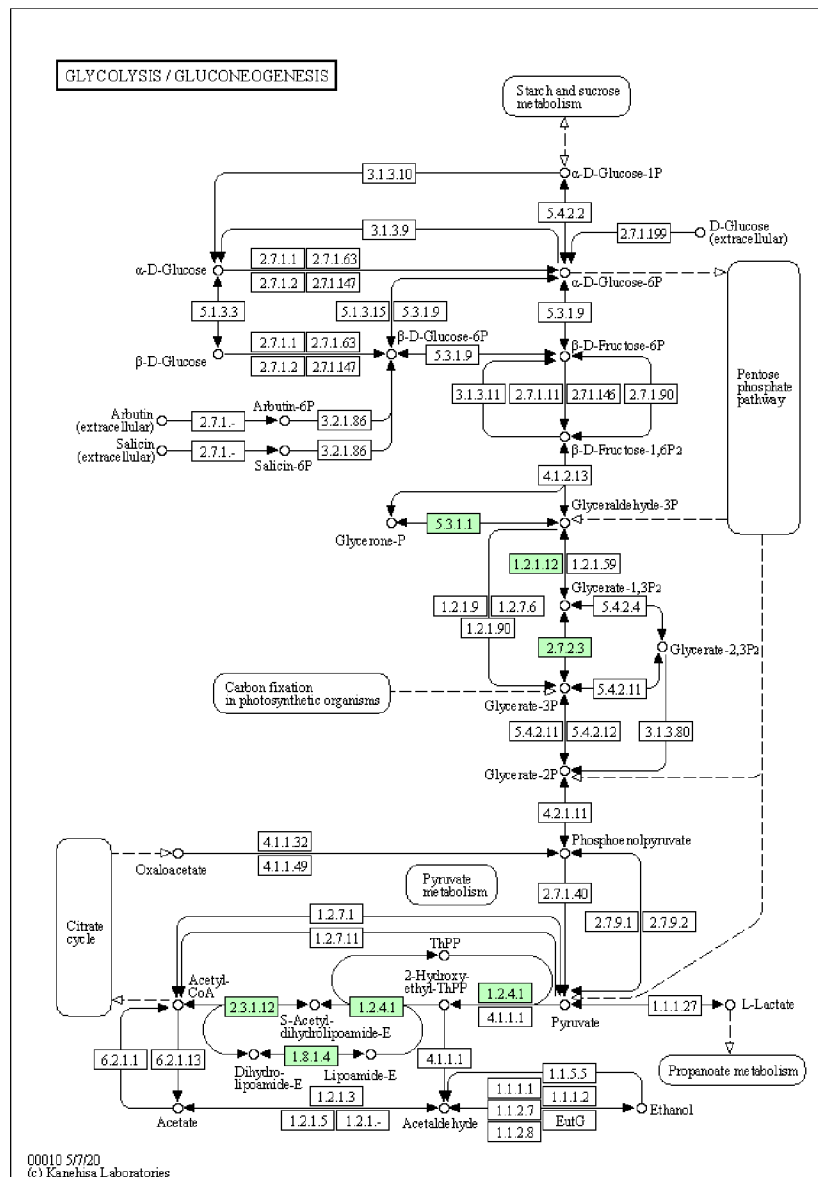 GLYCOLYSIS / GLUCONEOGENESIS
Starch and sucrose
metabolism
3.1.3.10
α-D-Glucose-1P
5.4.2.2
3.1.3.9
2.7.1.199
D-Glucose
(extracellular)
α-D-Glucose
2.7.1.1
2.7.1.63
2.7.1.2
2.7.1.147
α-D-Glucose-6P
5.1.3.3
5.1.3.15
5.3.1.9
5.3.1.9
β-D-Glucose-6P
β-D-Glucose
2.7.1.1
2.7.1.63
2.7.1.2
2.7.1.147
5.3.1.9
β-D-Fructose-6P
Pentose
phosphate
pathway
3.1.3.11
2.7.1.11
2.7.1.146
2.7.1.90
Arbutin
(extracellular)
2.7.1.-
Arbutin-6P
3.2.1.86
Salicin
(extracellular)
2.7.1.-
Salicin-6P
3.2.1.86
β-D-Fructose-1,6P2
4.1.2.13
Glyceraldehyde-3P
Glycerone-P
5.3.1.1
1.2.1.12
1.2.1.59
Glycerate-1,3P2
1.2.1.9
1.2.7.6
1.2.1.90
5.4.2.4
2.7.2.3
Glycerate-2,3P2
Carbon fixation
in photosynthetic organisms
Glycerate-3P
5.4.2.11
5.4.2.11
5.4.2.12
3.1.3.80
Glycerate-2P
4.2.1.11
Phosphoenolpyruvate
4.1.1.32
4.1.1.49
Oxaloacetate
Pyruvate
metabolism
2.7.1.40
Citrate
cycle
1.2.7.1
1.2.7.11
2.7.9.1
2.7.9.2
ThPP
2-Hydroxy-
ethyl-ThPP
Acetyl-
CoA
2.3.1.12
S-Acetyl-
dihydrolipoamide-E
1.2.4.1
1.2.4.1
4.1.1.1
Pyruvate
1.1.1.27
L-Lactate
Dihydro-
lipoamide-E
1.8.1.4
Lipoamide-E
6.2.1.1
6.2.1.13
4.1.1.1
Propanoate metabolism
1.1.5.5
1.1.1.1
1.1.1.2
1.1.2.7
EutG
1.1.2.8
Ethanol
1.2.1.3
1.2.1.5
1.2.1.-
Acetate
Acetaldehyde
00010 5/7/20
(c) Kanehisa Laboratories